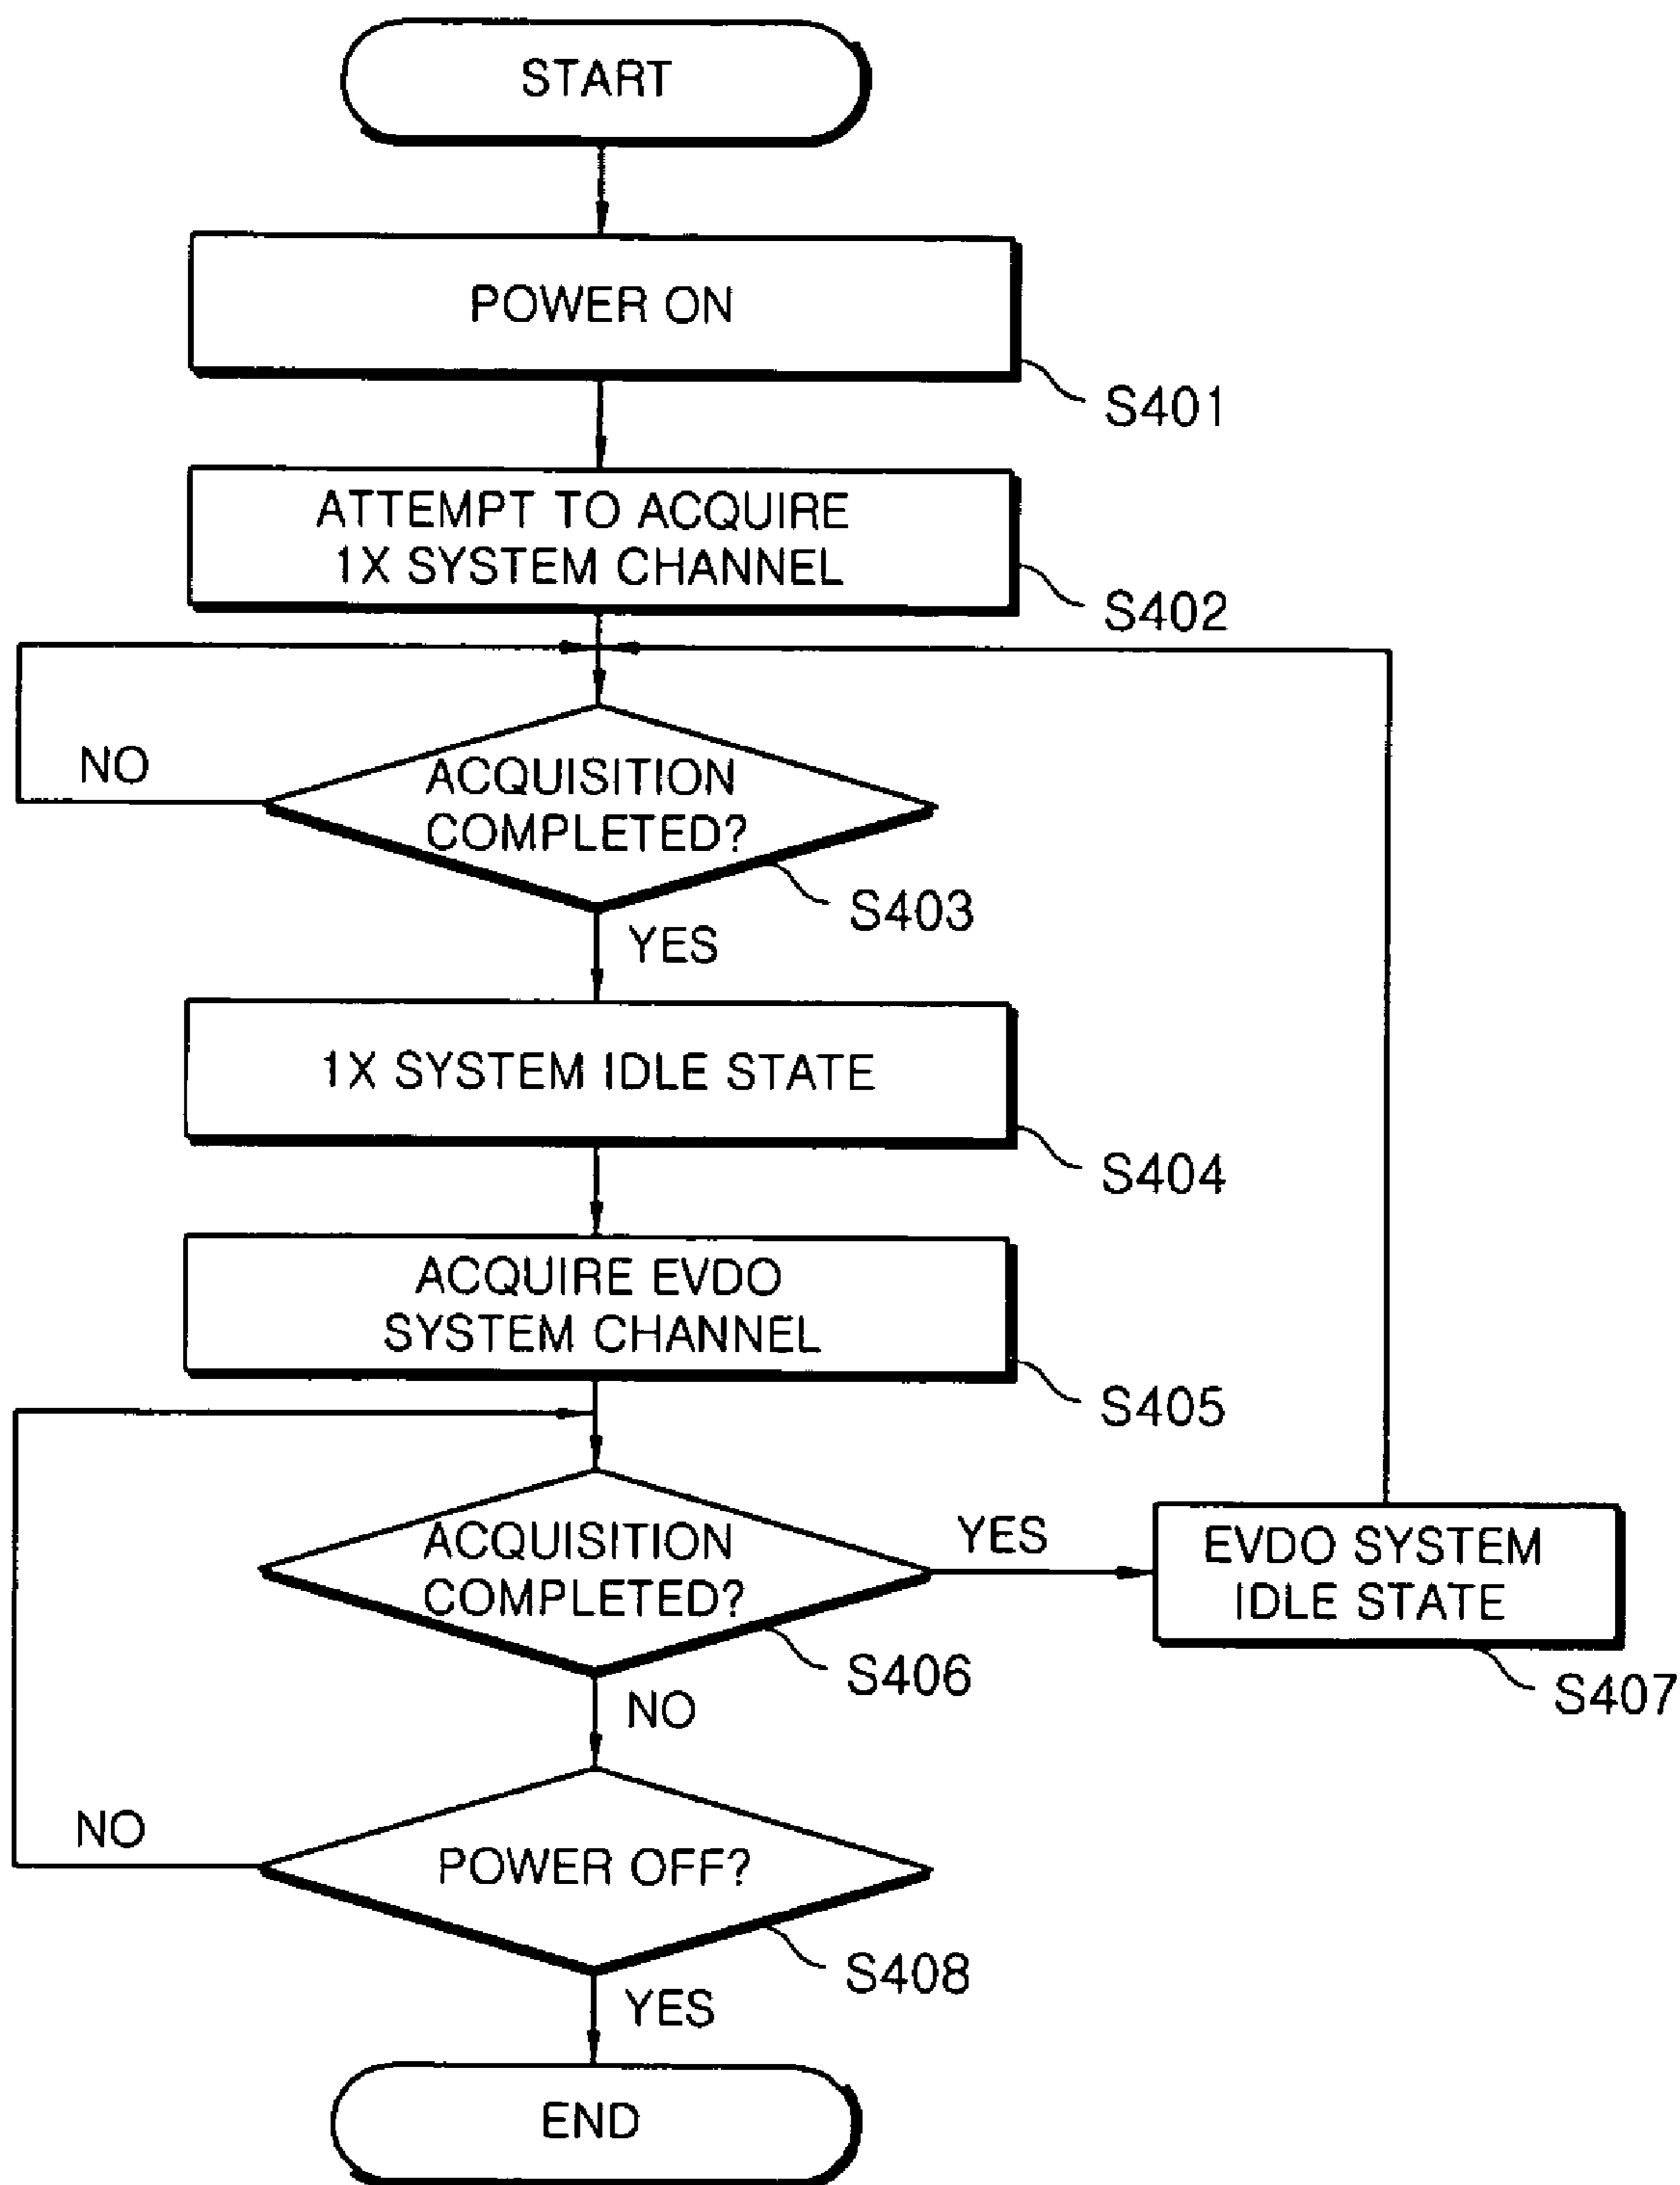 START
POWER ON
S401
ATTEMPT TO ACQUIRE
1X SYSTEM CHANNEL
S402
NO
ACQUISITION
COMPLETED?
S403
YES
1X SYSTEM IDLE STATE
S404
ACQUIRE EVDO
SYSTEM CHANNEL
S405
ACQUISITION
COMPLETED?
S406
YES
EVDO SYSTEM
IDLE STATE
S407
NO
NO
POWER OFF?
S408
YES
END